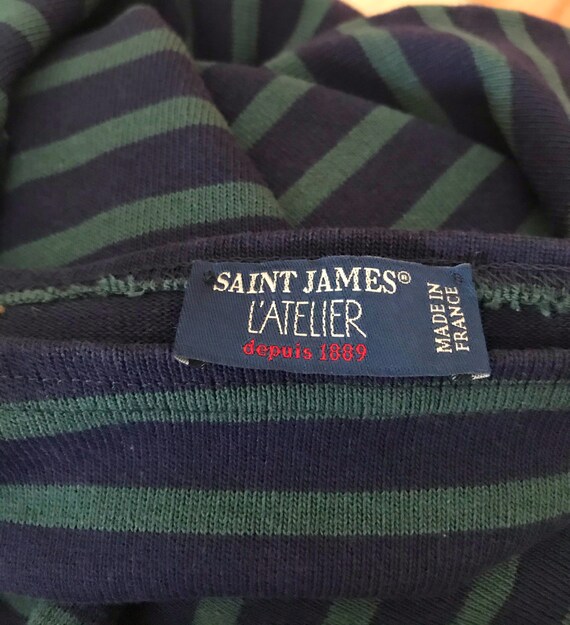 SAINT JAMES®
L'ATELIER
depuis 1889
MADE IN
FRANCE